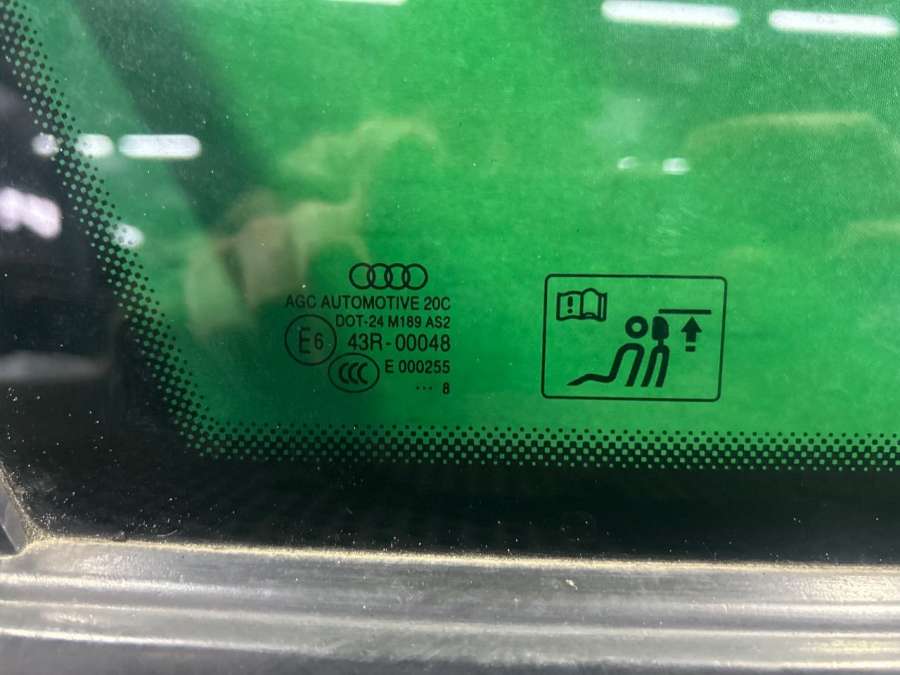 AGC AUTOMOTIVE 20C
DOT-24 M189 AS2
E6 43R-00048
CCC E 000255
... 8